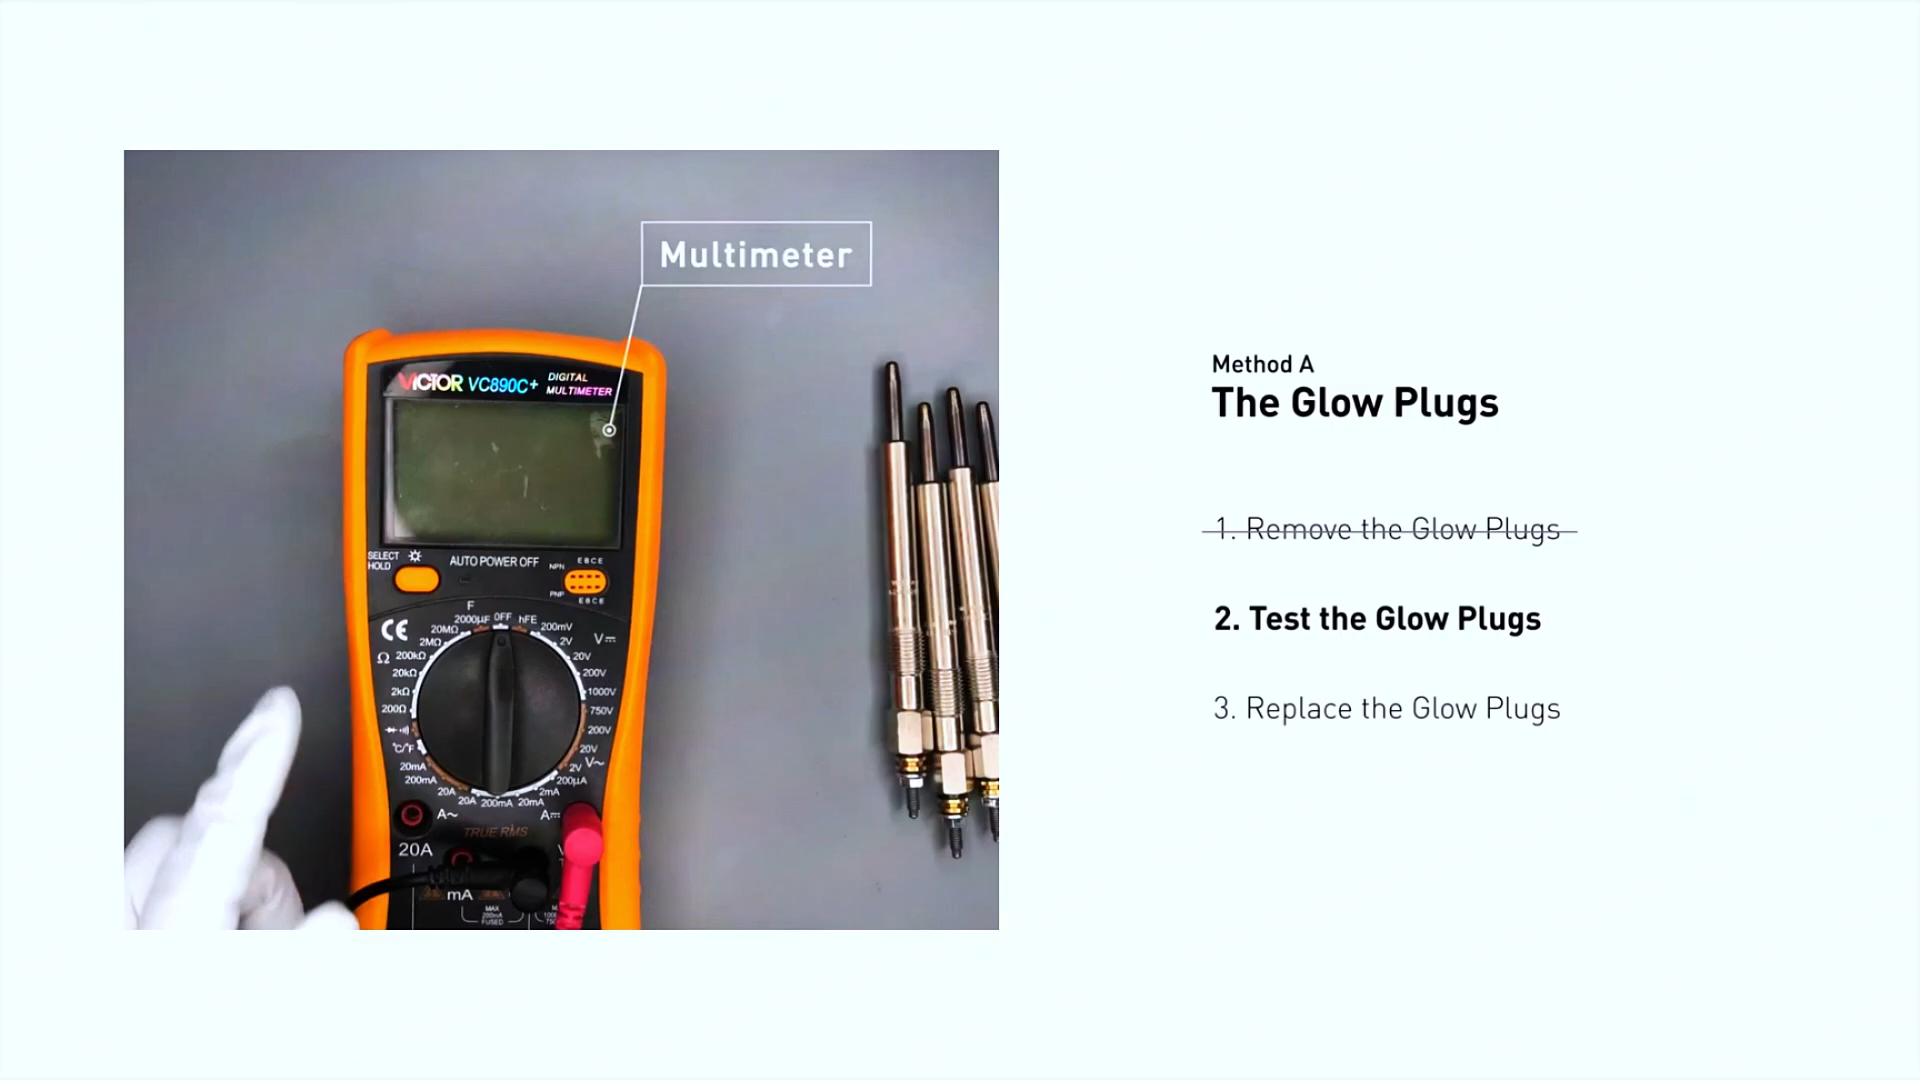 Multimeter
VICTOR VC890C+ DIGITAL MULTIMETER
SELECT
HOLD
AUTO POWER OFF
E B C E
NPN
PNP
E B C E
F
2000µF OFF hFE 200mV
20MΩ 2V V
2MΩ 20V
Ω 200kΩ 200V
20kΩ 1000V
2kΩ 750V
200Ω 200V
°C/°F 20V
20mA 2V V~
200mA 200µA
20A 2mA
20A 200mA 20mA
CE
A~ A
TRUE RMS
20A
mA
MAX
200mA
FUSED
Method A
The Glow Plugs
1. Remove the Glow Plugs
2. Test the Glow Plugs
3. Replace the Glow Plugs